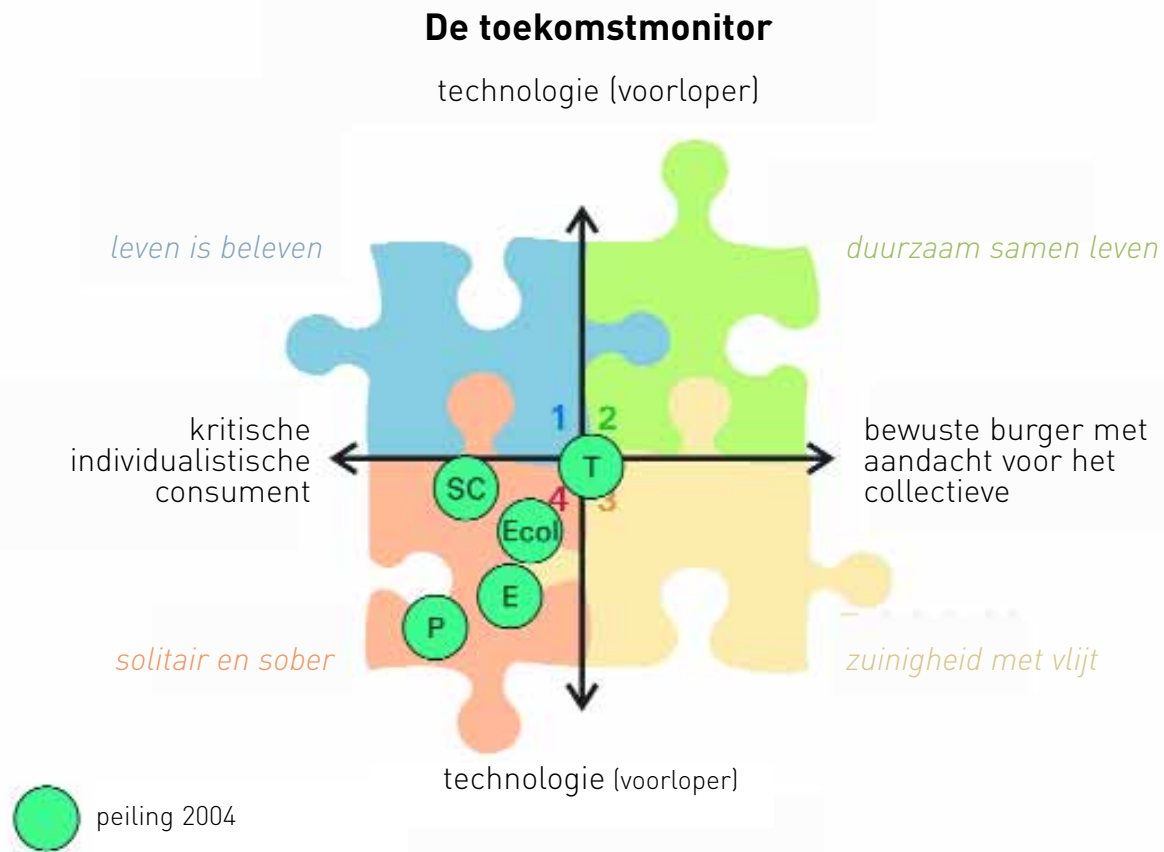 De toekomstmonitor
technologie (voorloper)
leven is beleven
duurzaam samen leven
1 2
kritische
individualistische
consument
bewuste burger met
aandacht voor het
collectieve
T
SC
4 3
Ecol
E
P
solitair en sober
zuinigheid met vlijt
technologie (voorloper)
peiling 2004